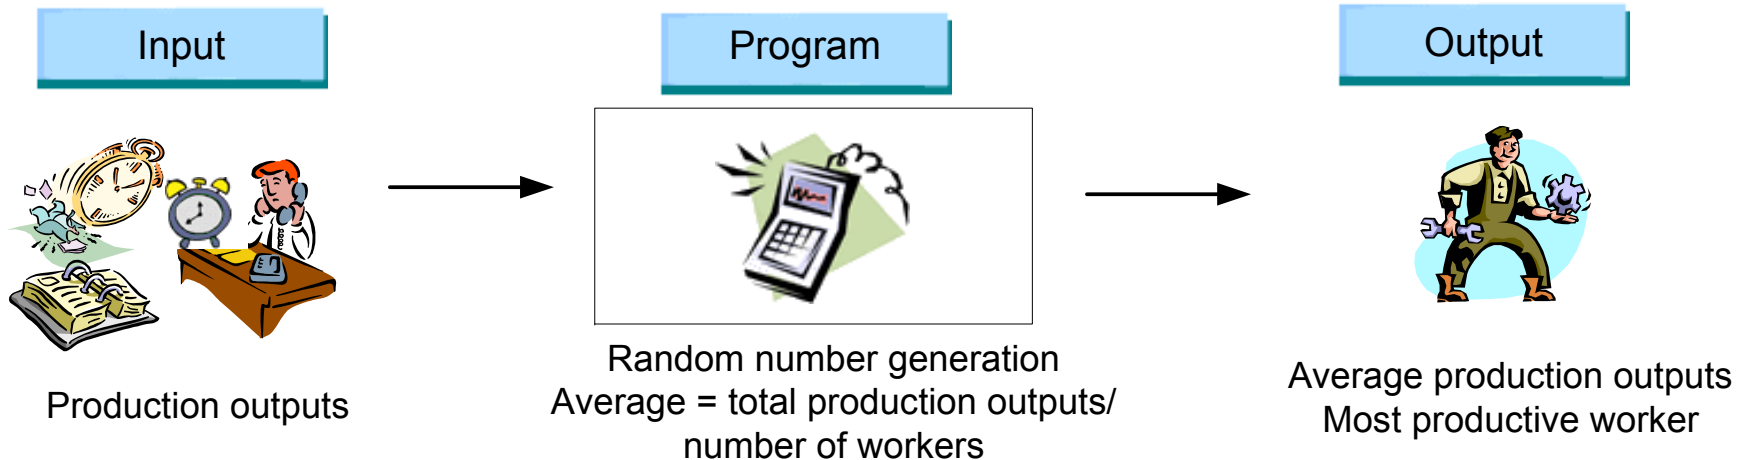 Input
Production outputs
Program
Random number generation
Average = total production outputs/
number of workers
Output
Average production outputs
Most productive worker